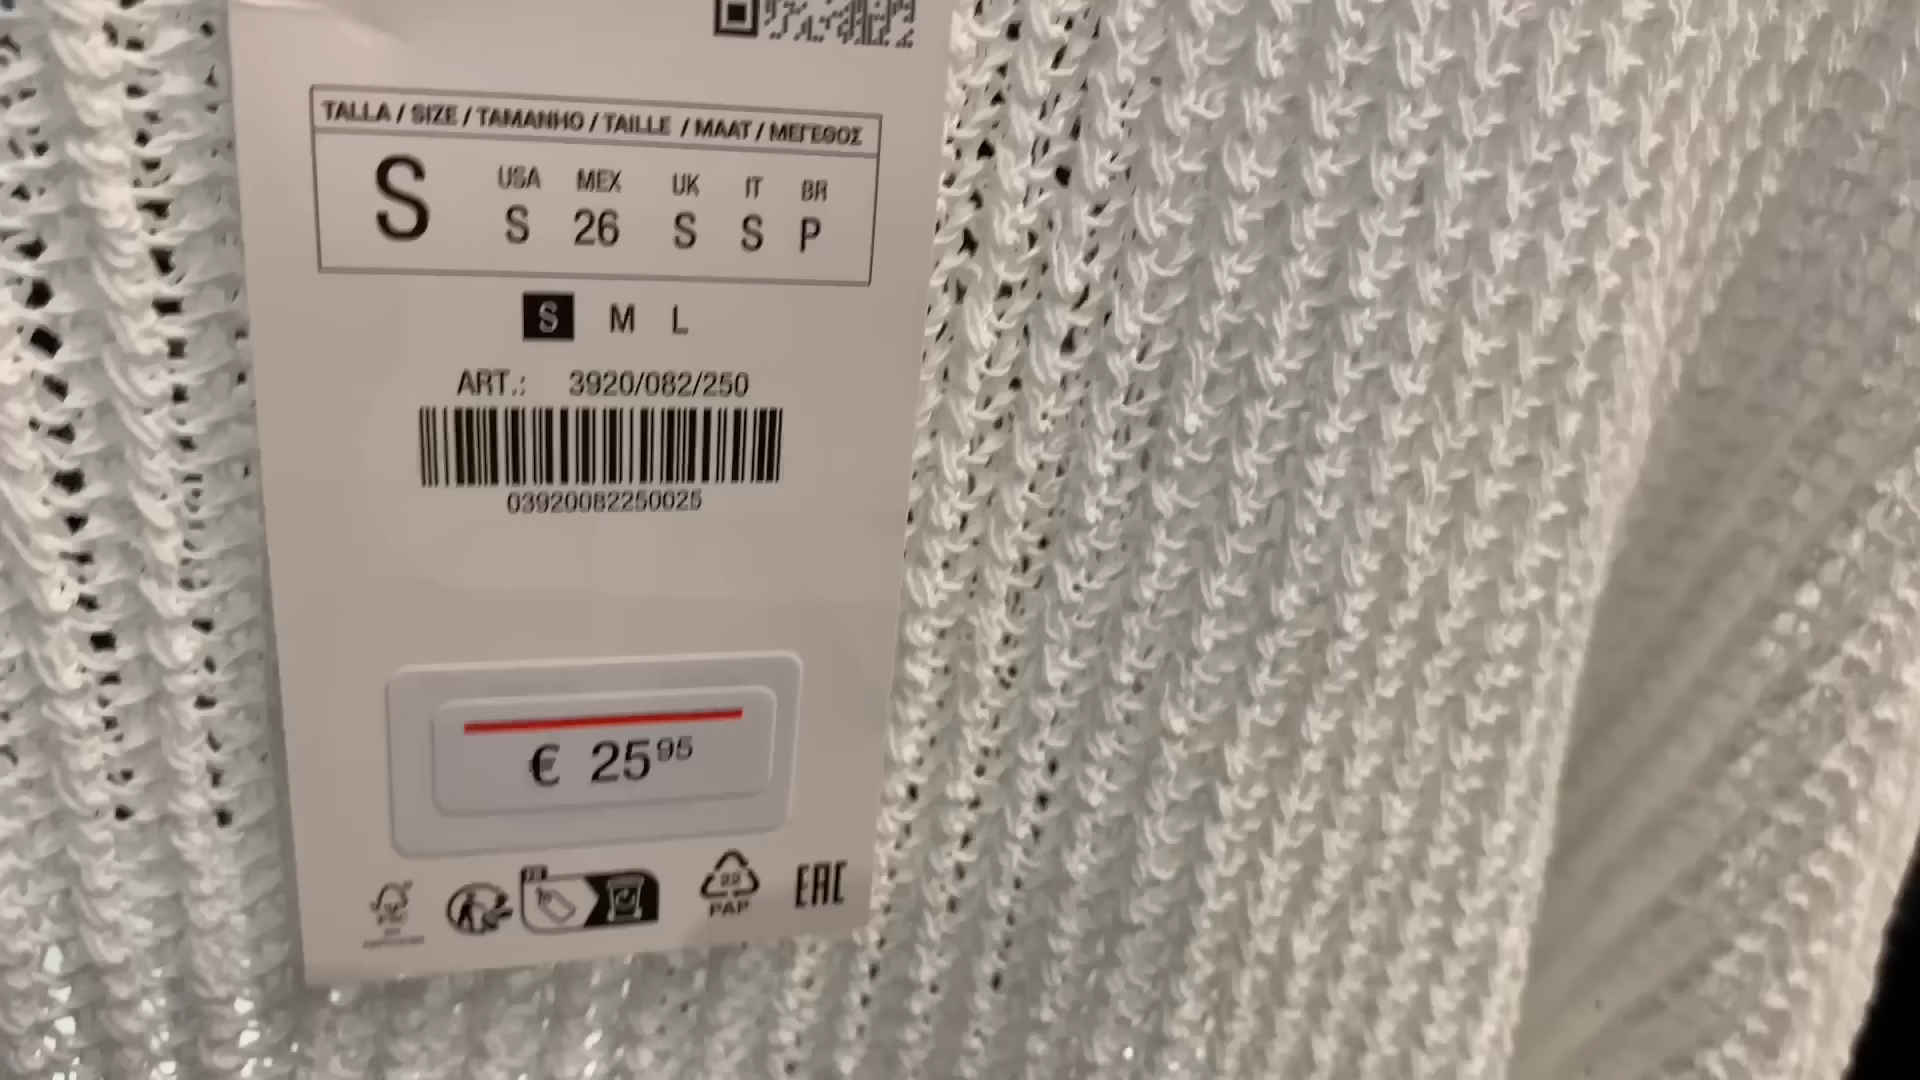 TALLA / SIZE / TAMANHO / TAILLE / MAAT / ΜΕΓΕΘΟΣ
S
USA MEX UK IT BR
S 26 S S P
S M L
ART.: 3920/082/250
03920082250025
€ 25⁹⁵
22
PAP
EAC